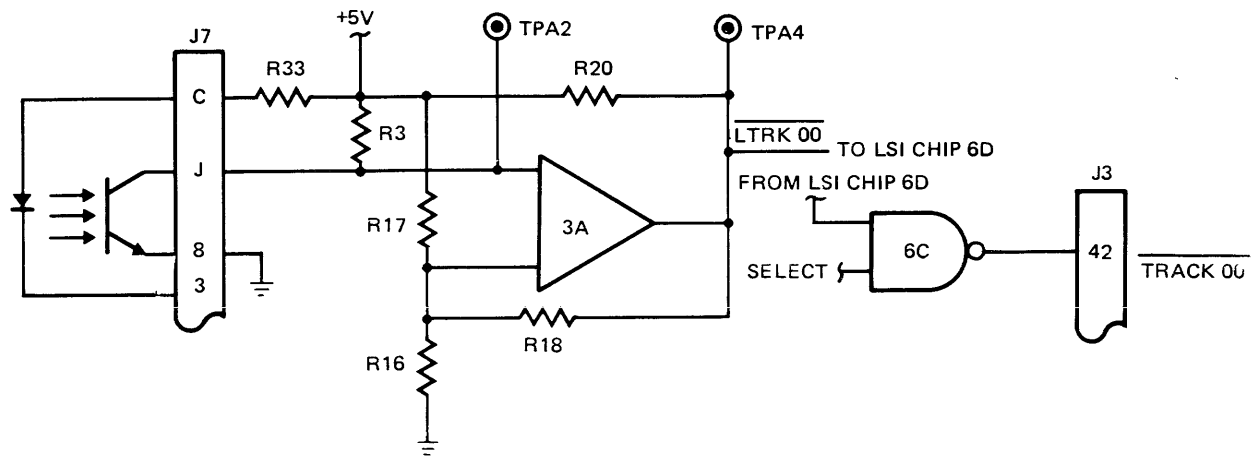 +5V
TPA2
TPA4
J7
R33
R20
C
R3
LTRK 00
TO LSI CHIP 6D
J
FROM LSI CHIP 6D
J3
R17
3A
8
6C
42
SELECT
TRACK 00
3
R18
R16